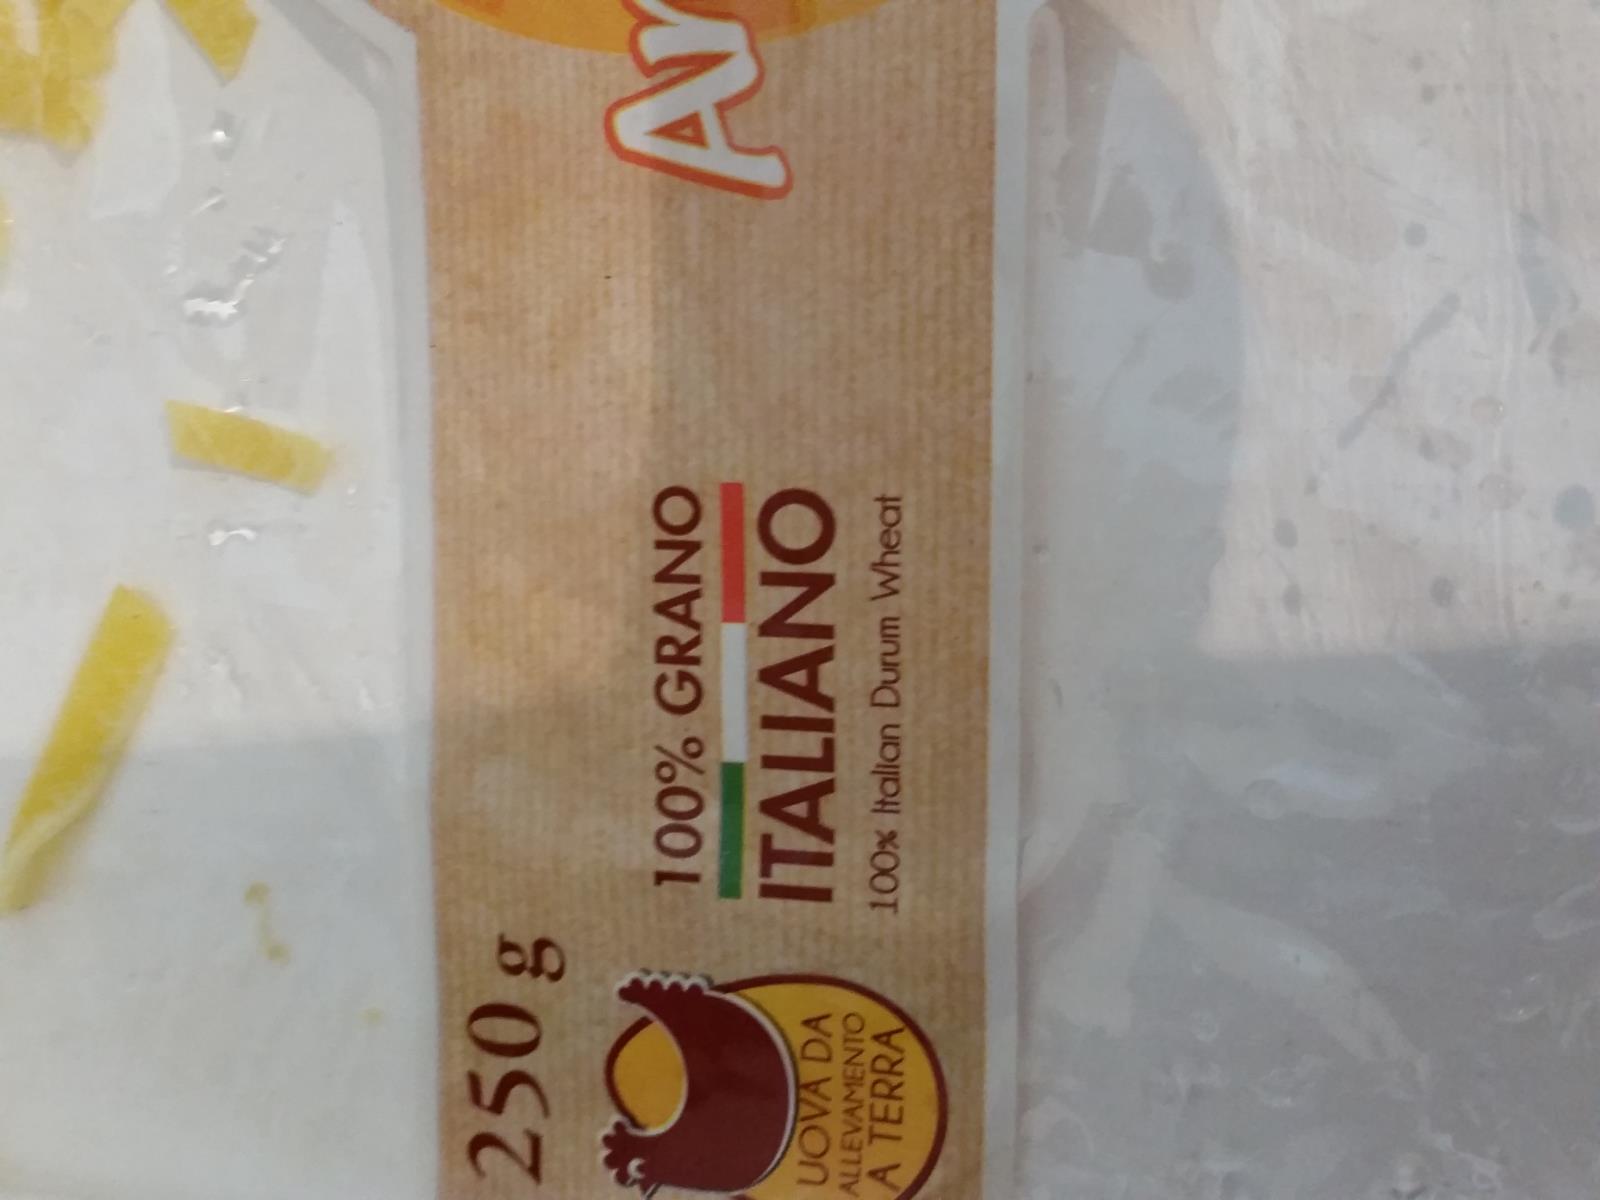 250 g
100% GRANO
ITALIANO
100% Italian Durum Wheat
UOVA DA
ALLEVAMENTO
A TERRA